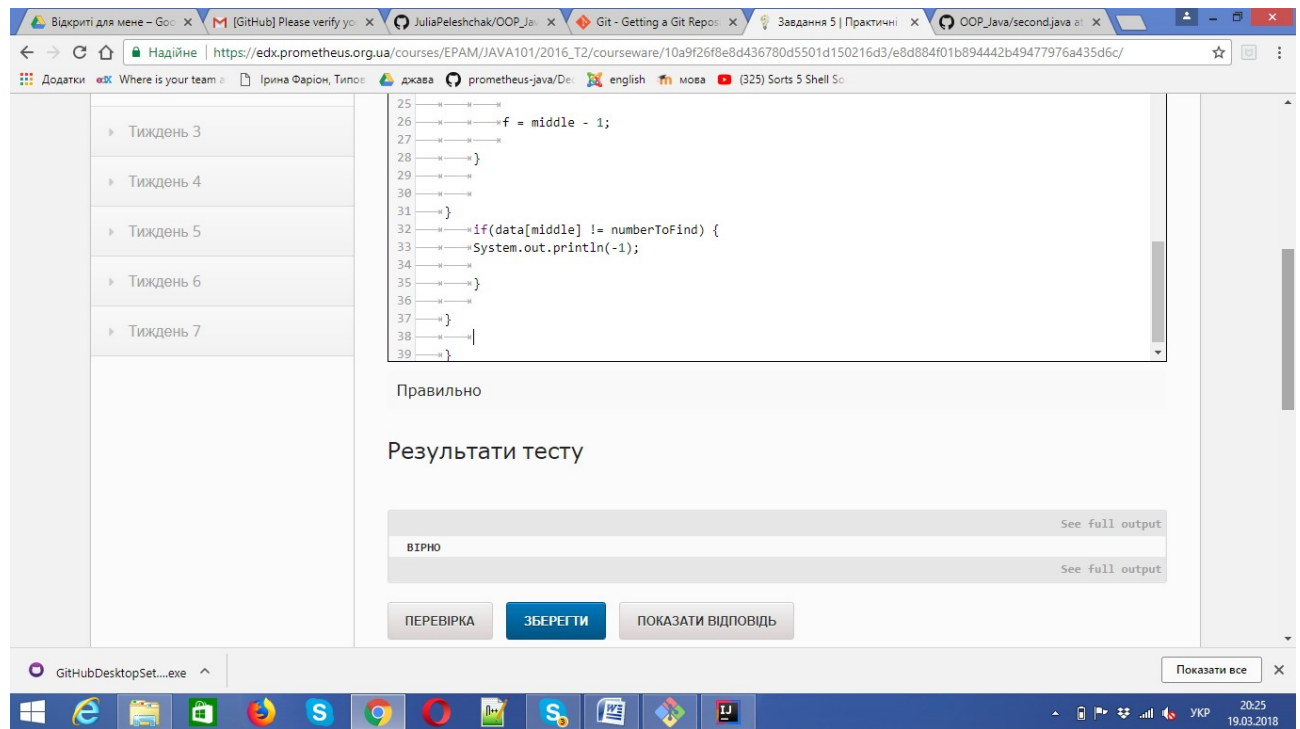 Відкриті для мене – Goo
[GitHub] Please verify yo
JuliaPeleshchak/OOP_Jav
Git - Getting a Git Reposi
Завдання 5 | Практичні
OOP_Java/second.java at
Надійне | https://edx.prometheus.org.ua/courses/EPAM/JAVA101/2016_T2/courseware/10a9f26f8e8d436780d5501d150216d3/e8d884f01b894442b49477976a435d6c/
Додатки
Where is your team a
Ірина Фаріон, Типов
джава
prometheus-java/De
english
мова
(325) Sorts 5 Shell So
Тиждень 3
Тиждень 4
Тиждень 5
Тиждень 6
Тиждень 7
25
26 f = middle - 1;
27
28 }
29
30
31 }
32 if(data[middle] != numberToFind) {
33 System.out.println(-1);
34
35 }
36
37 }
38
39 }
Правильно
Результати тесту
See full output
ВІРНО
See full output
ПЕРЕВІРКА
ЗБЕРЕГТИ
ПОКАЗАТИ ВІДПОВІДЬ
GitHubDesktopSet....exe
Показати все
УКР
20:25
19.03.2018